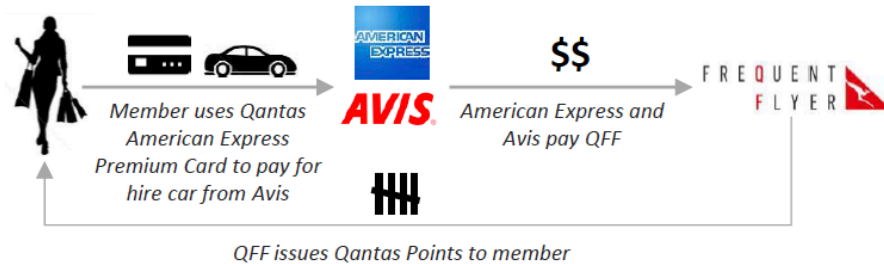 AMERICAN
EXPRESS
$$
FREQUENT
FLYER
AVIS
Member uses Qantas
American Express
Premium Card to pay for
hire car from Avis
American Express and
Avis pay QFF
QFF issues Qantas Points to member